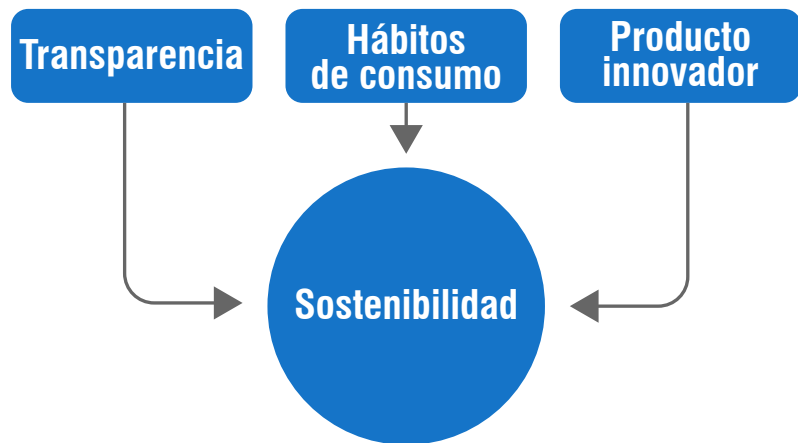 Transparencia
Hábitos
de consumo
Producto
innovador
Sostenibilidad